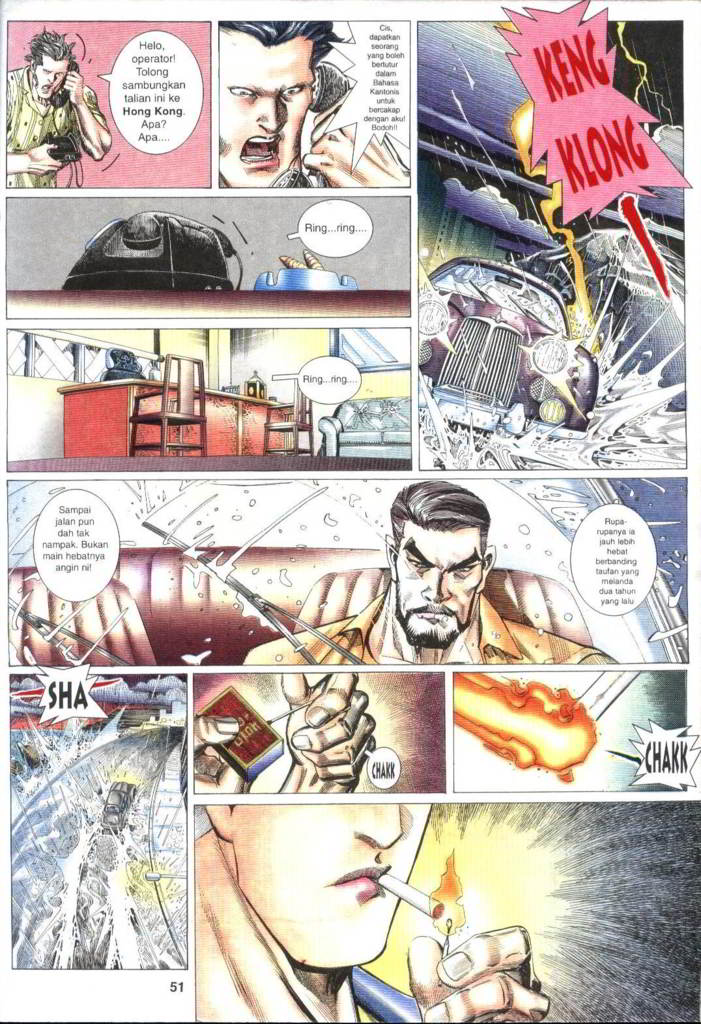 Helo,
operator!
Tolong
sambungkan
talian ini ke
Hong Kong.
Apa?
Apa....
Cis,
dapatkan
seorang
yang boleh
bertutur
dalam
Bahasa
Kantonis
untuk
bercakap
dengan aku!
Bodoh!!
KENG
KLONG
Ring...ring....
Ring...ring....
Sampai
jalan pun
dah tak
nampak. Bukan
main hebatnya
angin ni!
Rupa-
rupanya ia
jauh lebih
hebat
berbanding
taufan yang
melanda
dua tahun
yang lalu
SHA
CHAKK
CHAKK
51